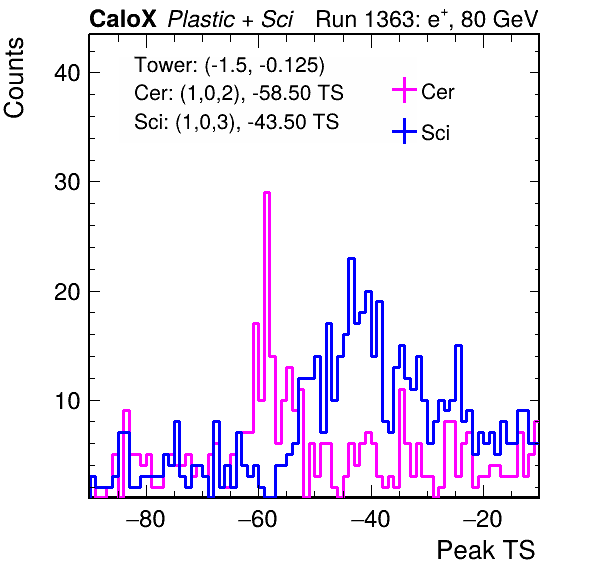 CaloX Plastic + Sci Run 1363: e+, 80 GeV
Counts
Tower: (-1.5, -0.125)
Cer: (1,0,2), -58.50 TS
Sci: (1,0,3), -43.50 TS
Cer
Sci
40
30
20
10
−80 −60 −40 −20
Peak TS